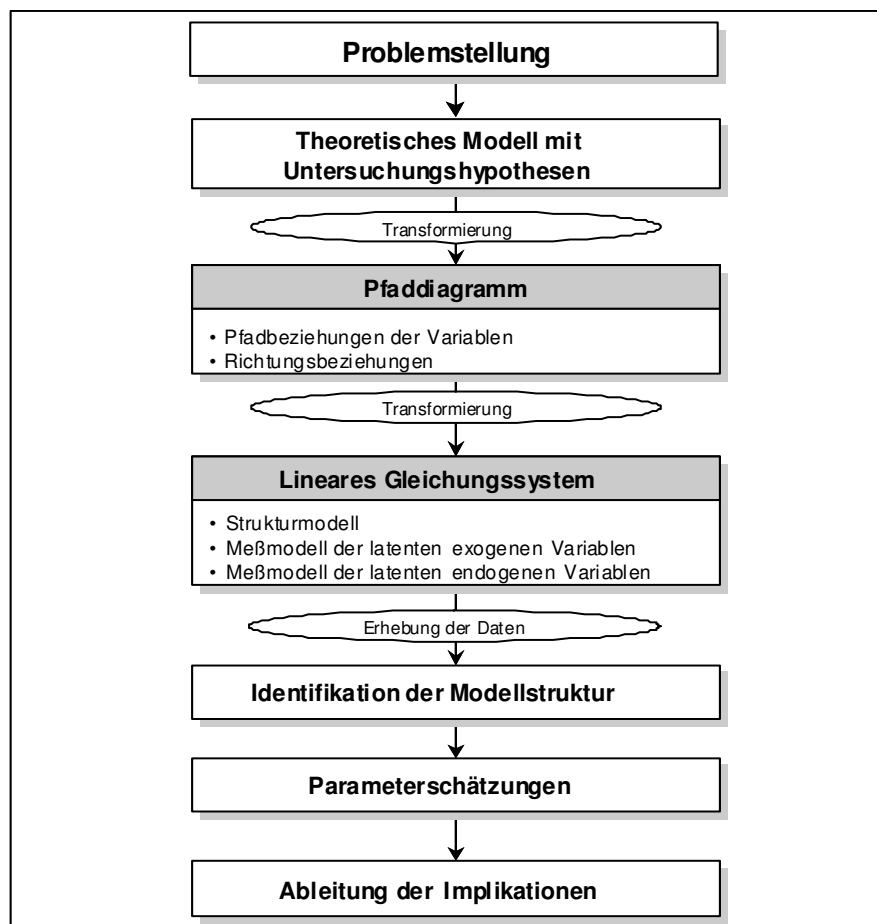 Problemstellung
Theoretisches Modell mit
Untersuchungshypothesen
Transformierung
Pfaddiagramm
• Pfadbeziehungen der Variablen
• Richtungsbeziehungen
Transformierung
Lineares Gleichungssystem
• Strukturmodell
• Meßmodell der latenten exogenen Variablen
• Meßmodell der latenten endogenen Variablen
Erhebung der Daten
Identifikation der Modellstruktur
Parameterschätzungen
Ableitung der Implikationen